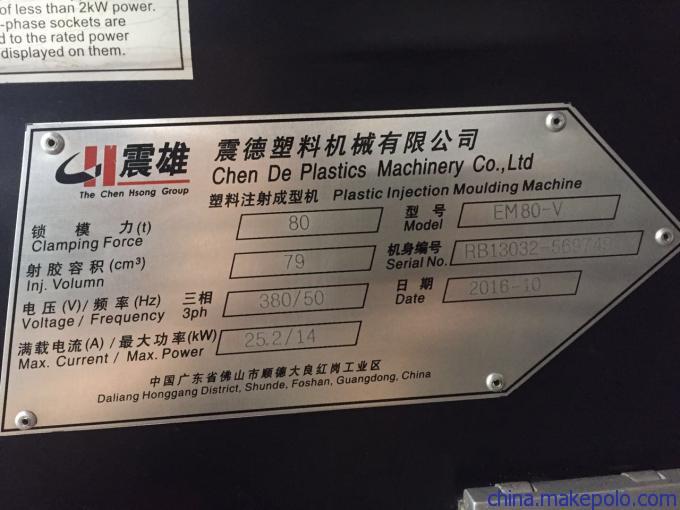 of less than 2kW power.
-phase sockets are
d to the rated power
displayed on them.
震雄
The Chen Hsong Group
震德塑料机械有限公司
Chen De Plastics Machinery Co.,Ltd
塑料注射成型机 Plastic Injection Moulding Machine
锁模力(t) 80 型号 EM80-V
Clamping Force Model
射胶容积(cm³) 79 机身编号 RB13032-569749
Inj. Volumn Serial No.
电压(V)/频率(Hz) 三相 380/50 日期 2016-10
Voltage / Frequency 3ph Date
满载电流(A)/最大功率(kW) 25.2/14
Max. Current / Max. Power
中国广东省佛山市顺德大良红岗工业区
Daliang Honggang District, Shunde, Foshan, Guangdong, China
china.makepolo.com